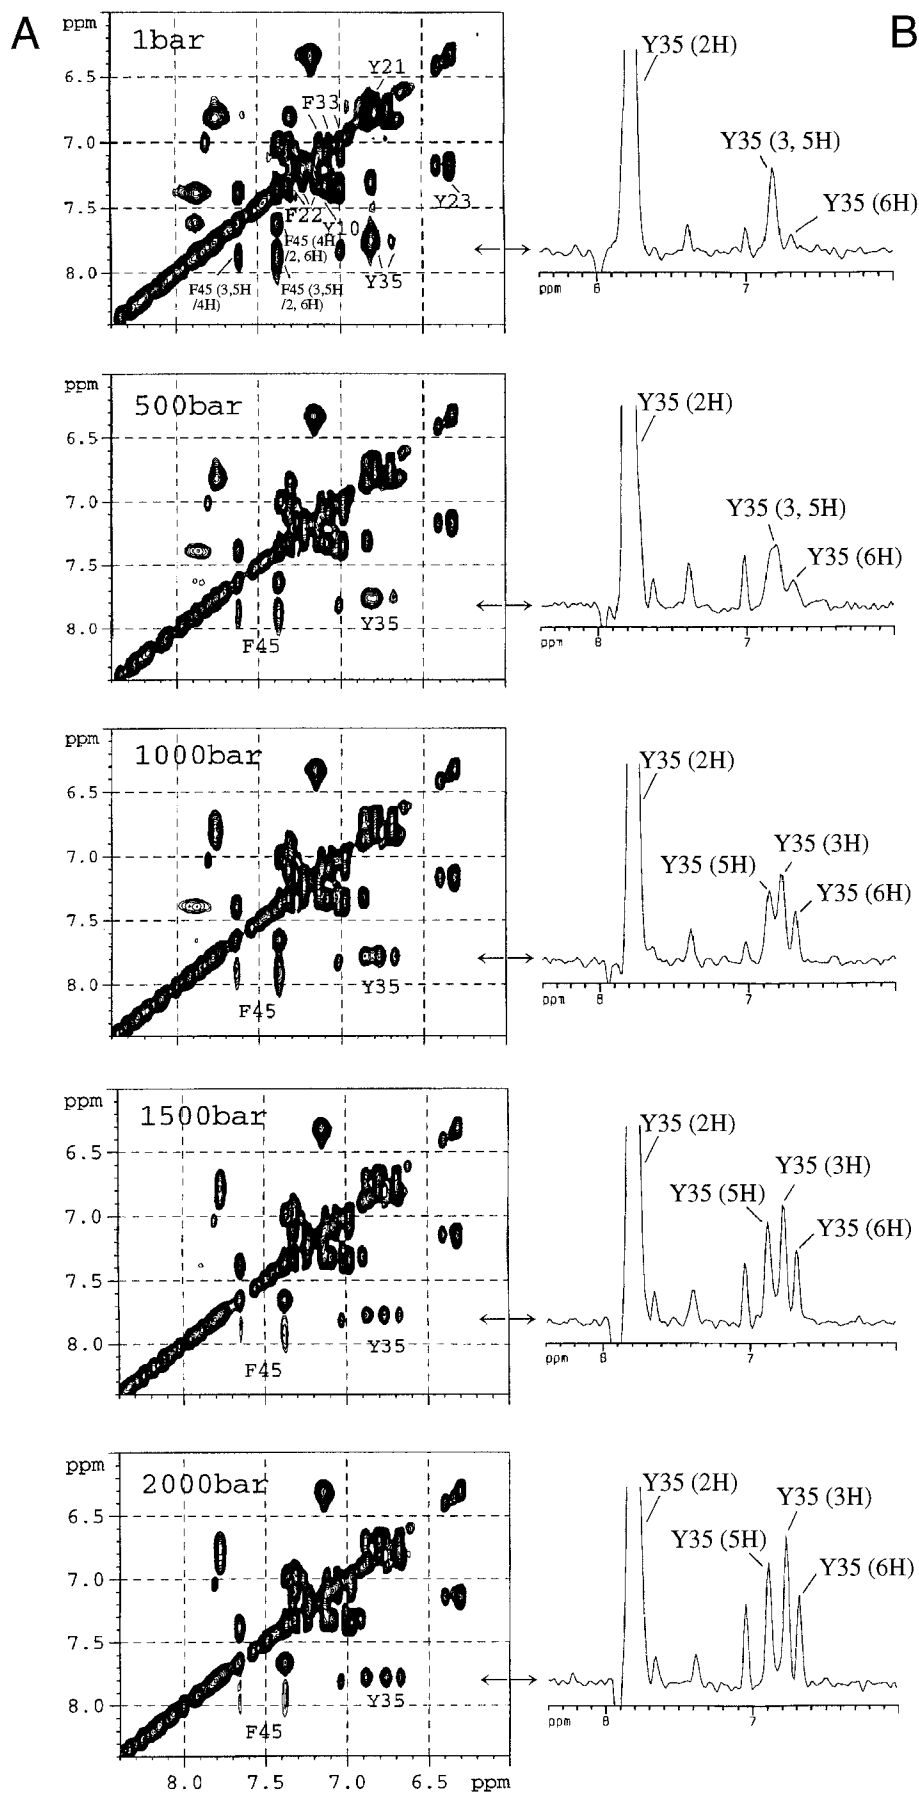 A
B
ppm
1bar
6.5
7.0
7.5
8.0
Y21
F33
F22
Y10
Y23
F45 (4H
/2, 6H)
Y35
F45 (3,5H
/4H)
F45 (3,5H
/2, 6H)
Y35 (2H)
Y35 (3, 5H)
Y35 (6H)
ppm 8 7
ppm
500bar
6.5
7.0
7.5
8.0
F45
Y35
Y35 (2H)
Y35 (3, 5H)
Y35 (6H)
ppm 8 7
ppm
1000bar
6.5
7.0
7.5
8.0
F45
Y35
Y35 (2H)
Y35 (5H)
Y35 (3H)
Y35 (6H)
ppm 8 7
ppm
1500bar
6.5
7.0
7.5
8.0
F45
Y35
Y35 (2H)
Y35 (5H)
Y35 (3H)
Y35 (6H)
ppm 8 7
ppm
2000bar
6.5
7.0
7.5
8.0
F45
Y35
8.0 7.5 7.0 6.5 ppm
Y35 (2H)
Y35 (5H)
Y35 (3H)
Y35 (6H)
ppm 8 7